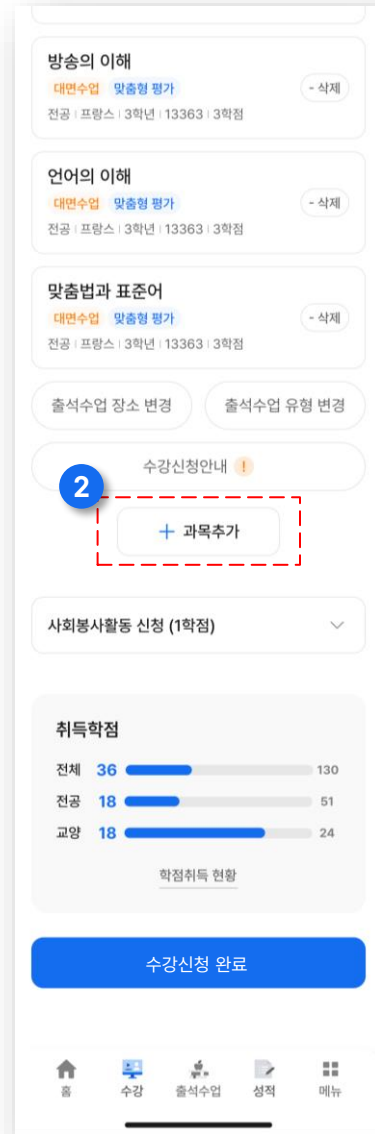 방송의 이해
대면수업 맞춤형 평가
- 삭제
전공 | 프랑스 | 3학년 | 13363 | 3학점
언어의 이해
대면수업 맞춤형 평가
- 삭제
전공 | 프랑스 | 3학년 | 13363 | 3학점
맞춤법과 표준어
대면수업 맞춤형 평가
- 삭제
전공 | 프랑스 | 3학년 | 13363 | 3학점
출석수업 장소 변경
출석수업 유형 변경
수강신청안내 !
2
+ 과목추가
사회봉사활동 신청 (1학점)
취득학점
전체 36 130
전공 18 51
교양 18 24
학점취득 현황
수강신청 완료
홈 수강 출석수업 성적 메뉴